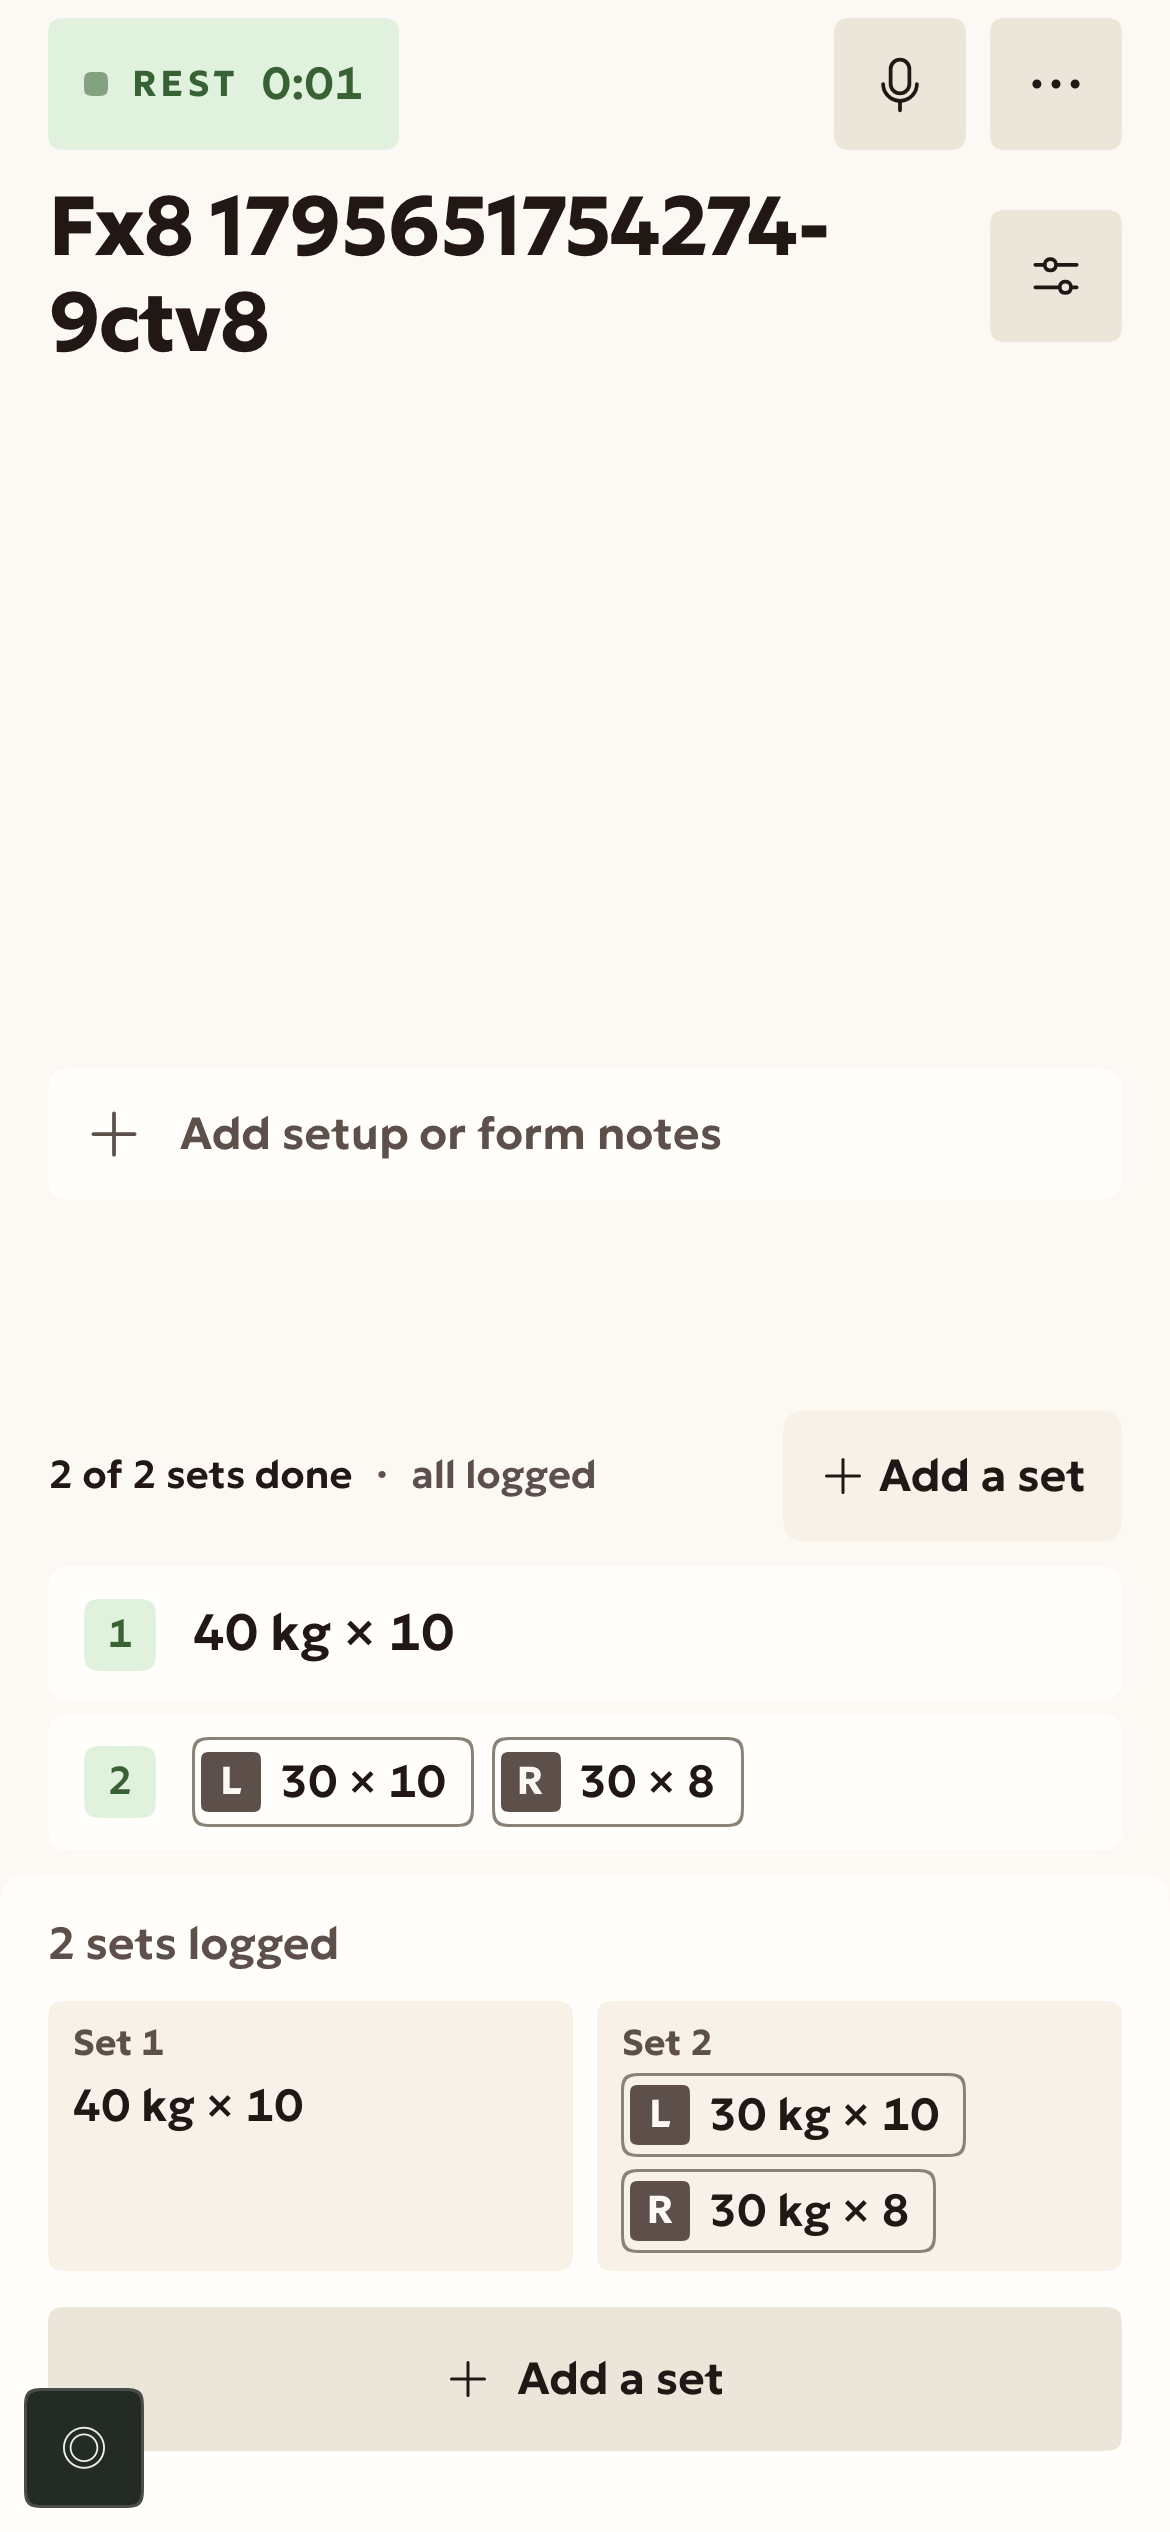 REST 0:01
Fx8 1795651754274-
9ctv8
Add setup or form notes
2 of 2 sets done · all logged
+ Add a set
1 40 kg × 10
2 L 30 × 10 R 30 × 8
2 sets logged
Set 1
40 kg × 10
Set 2
L 30 kg × 10
R 30 kg × 8
+ Add a set